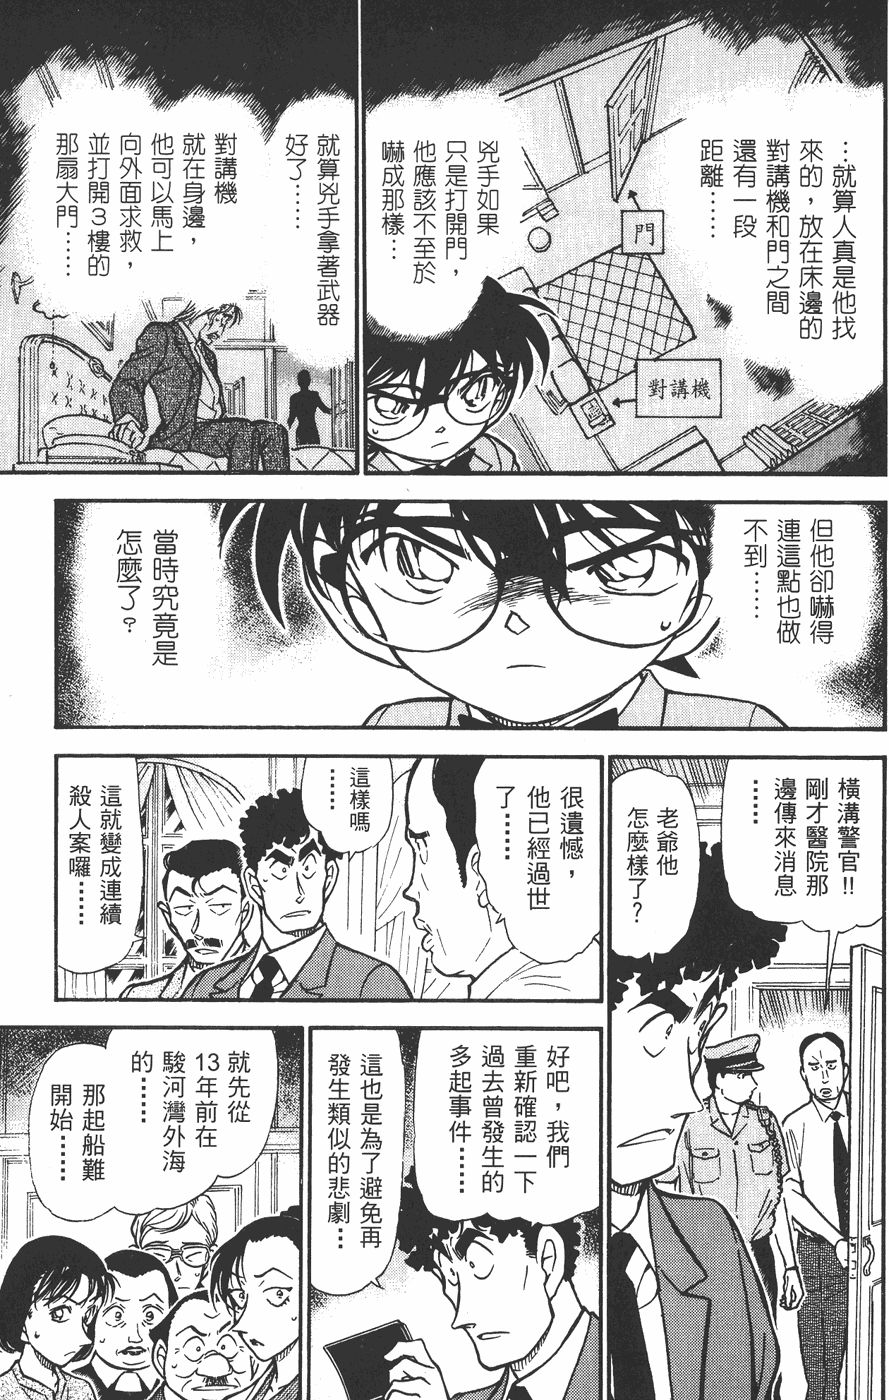 …就算人真是他找
來的，放在床邊的
對講機和門之間
還有一段
距離……
門
對講機
兇手如果
只是打開門，
他應該不至於
嚇成那樣…
就算兇手拿著武器
好了……
對講機
就在身邊，
他可以馬上
向外面求救，
並打開3樓的
那扇大門……
但他卻嚇得
連這點也做
不到……
當時究竟是
怎麼了？
橫溝警官!!
剛才醫院那
邊傳來消息
……
老爺他
怎麼樣了？
很遺憾，
他已經過世
了……
這樣嗎
……
這就變成連續
殺人案囉……
好吧，我們
重新確認一下
過去曾發生的
多起事件……
這也是為了避免再
發生類似的悲劇…
就先從
13年前在
駿河灣外海
的……
那起船難
開始……